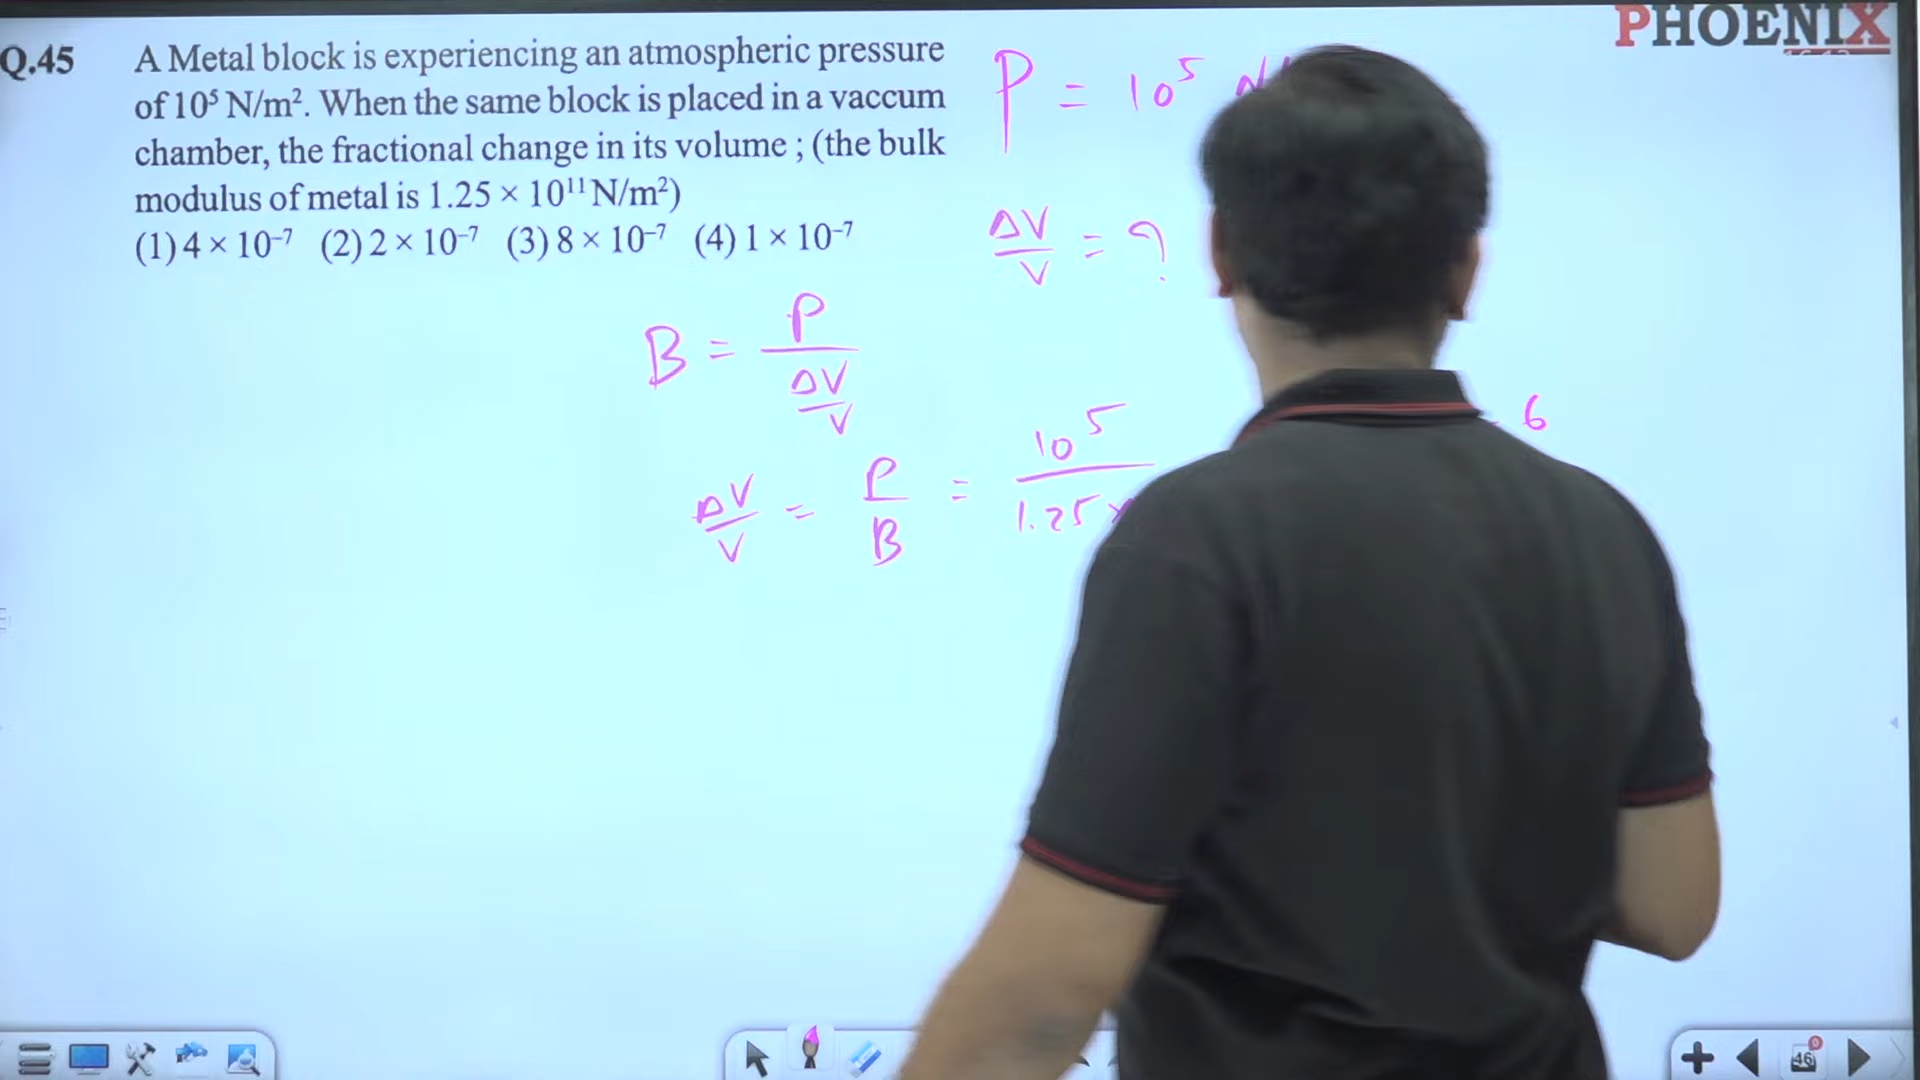 PHOENIX
Q.45 A Metal block is experiencing an atmospheric pressure
of 10⁵ N/m². When the same block is placed in a vaccum
chamber, the fractional change in its volume ; (the bulk
modulus of metal is 1.25 × 10¹¹ N/m²)
(1) 4 × 10⁻⁷ (2) 2 × 10⁻⁷ (3) 8 × 10⁻⁷ (4) 1 × 10⁻⁷
P = 10⁵ N
ΔV/V = ?
B = P/(ΔV/V)
ΔV/V = P/B = 10⁵/1.25×
6
46